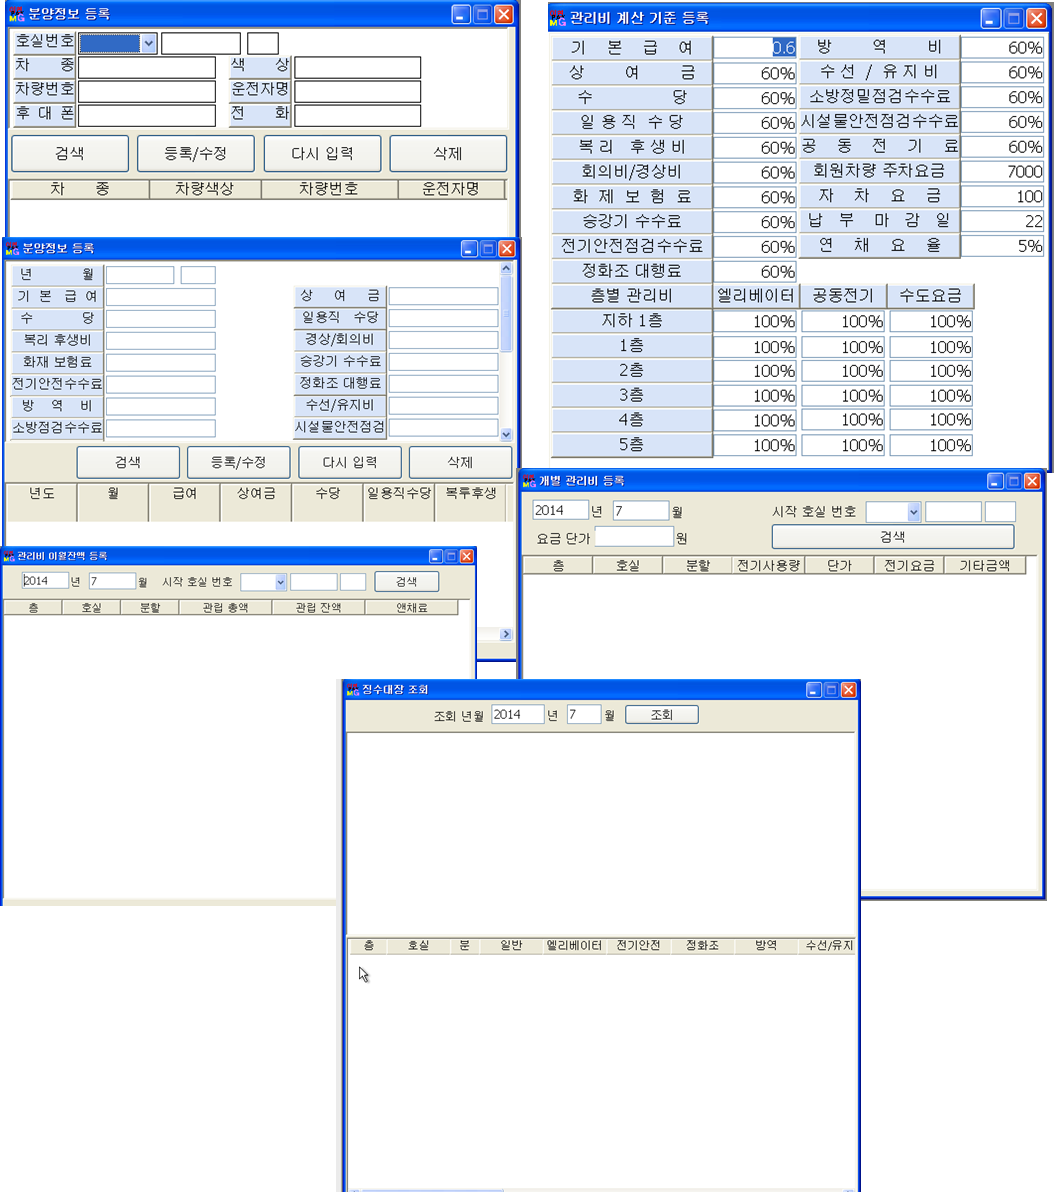 분양정보 등록
호실번호
차 종 색 상
차량번호 운전자명
후 대 폰 전 화
검색 등록/수정 다시 입력 삭제
차 종 차량색상 차량번호 운전자명
관리비 계산 기준 등록
기 본 급 여 0.6 방 역 비 60%
상 여 금 60% 수 선 / 유 지 비 60%
수 당 60% 소방정밀점검수수료 60%
일 용 직 수 당 60% 시설물안전점검수수료 60%
복 리 후 생 비 60% 공 동 전 기 료 60%
회의비/경상비 60% 회원차량 주차요금 7000
화 제 보 험 료 60% 자 차 요 금 100
승강기 수수료 60% 납 부 마 감 일 22
전기안전점검수수료 60% 연 채 요 율 5%
정화조 대행료 60%
층별 관리비 엘리베이터 공동전기 수도요금
지하 1층 100% 100% 100%
1층 100% 100% 100%
2층 100% 100% 100%
3층 100% 100% 100%
4층 100% 100% 100%
5층 100% 100% 100%
분양정보 등록
년 월
기 본 급 여 상 여 금
수 당 일용직 수당
복리 후생비 경상/회의비
화재 보험료 승강기 수수료
전기안전수수료 정화조 대행료
방 역 비 수선/유지비
소방점검수수료 시설물안전점검
검색 등록/수정 다시 입력 삭제
년도 월 급여 상여금 수당 일용직수당 복루후생
개별 관리비 등록
2014 년 7 월 시작 호실 번호
요금 단가 원 검색
층 호실 분할 전기사용량 단가 전기요금 기타금액
관리비 이월잔액 등록
2014 년 7 월 시작 호실 번호 검색
층 호실 분할 관립 총액 관립 잔액 앤채료
징수대장 조회
조회 년월 2014 년 7 월 조회
층 호실 분 일반 엘리베이터 전기안전 정화조 방역 수선/유지